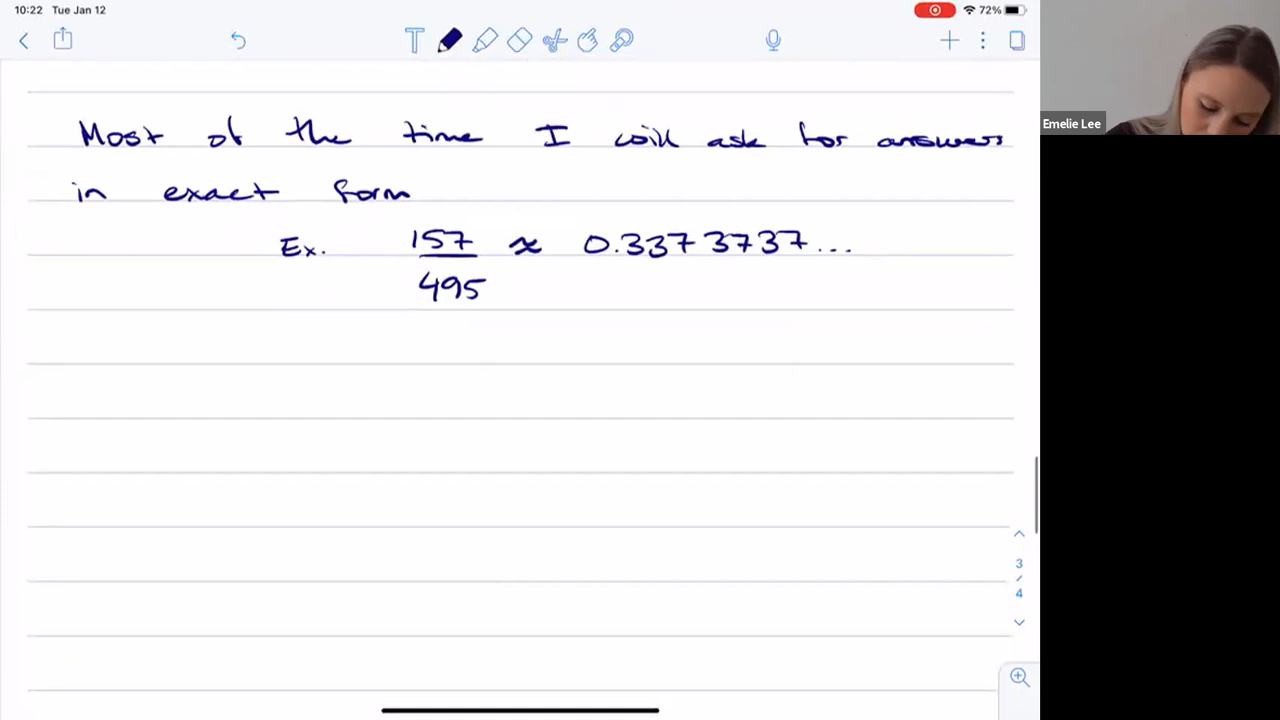 10:22 Tue Jan 12
72%
T
Emelie Lee
Most of the time I will ask for answers
in exact form
Ex. 157/495 ≈ 0.3373737...
3
/
4